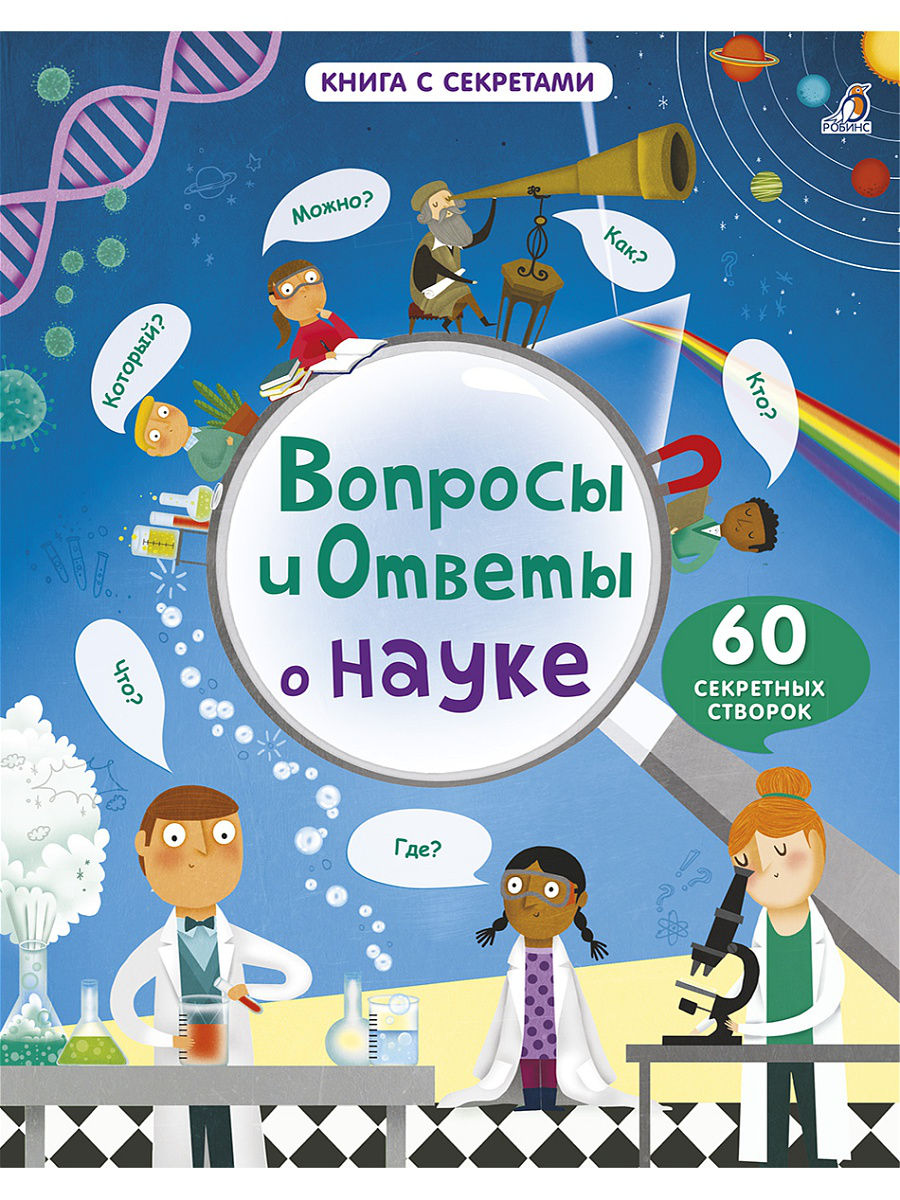 КНИГА С СЕКРЕТАМИ
РОБИНС
Можно?
Как?
Который?
Кто?
Вопросы
и Ответы
о науке
60
СЕКРЕТНЫХ
СТВОРОК
Что?
Где?